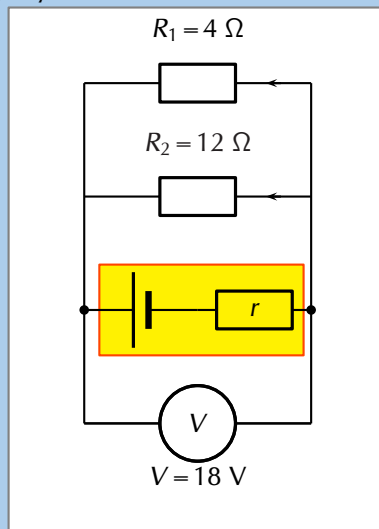 R₁ = 4 Ω
R₂ = 12 Ω
r
V
V = 18 V